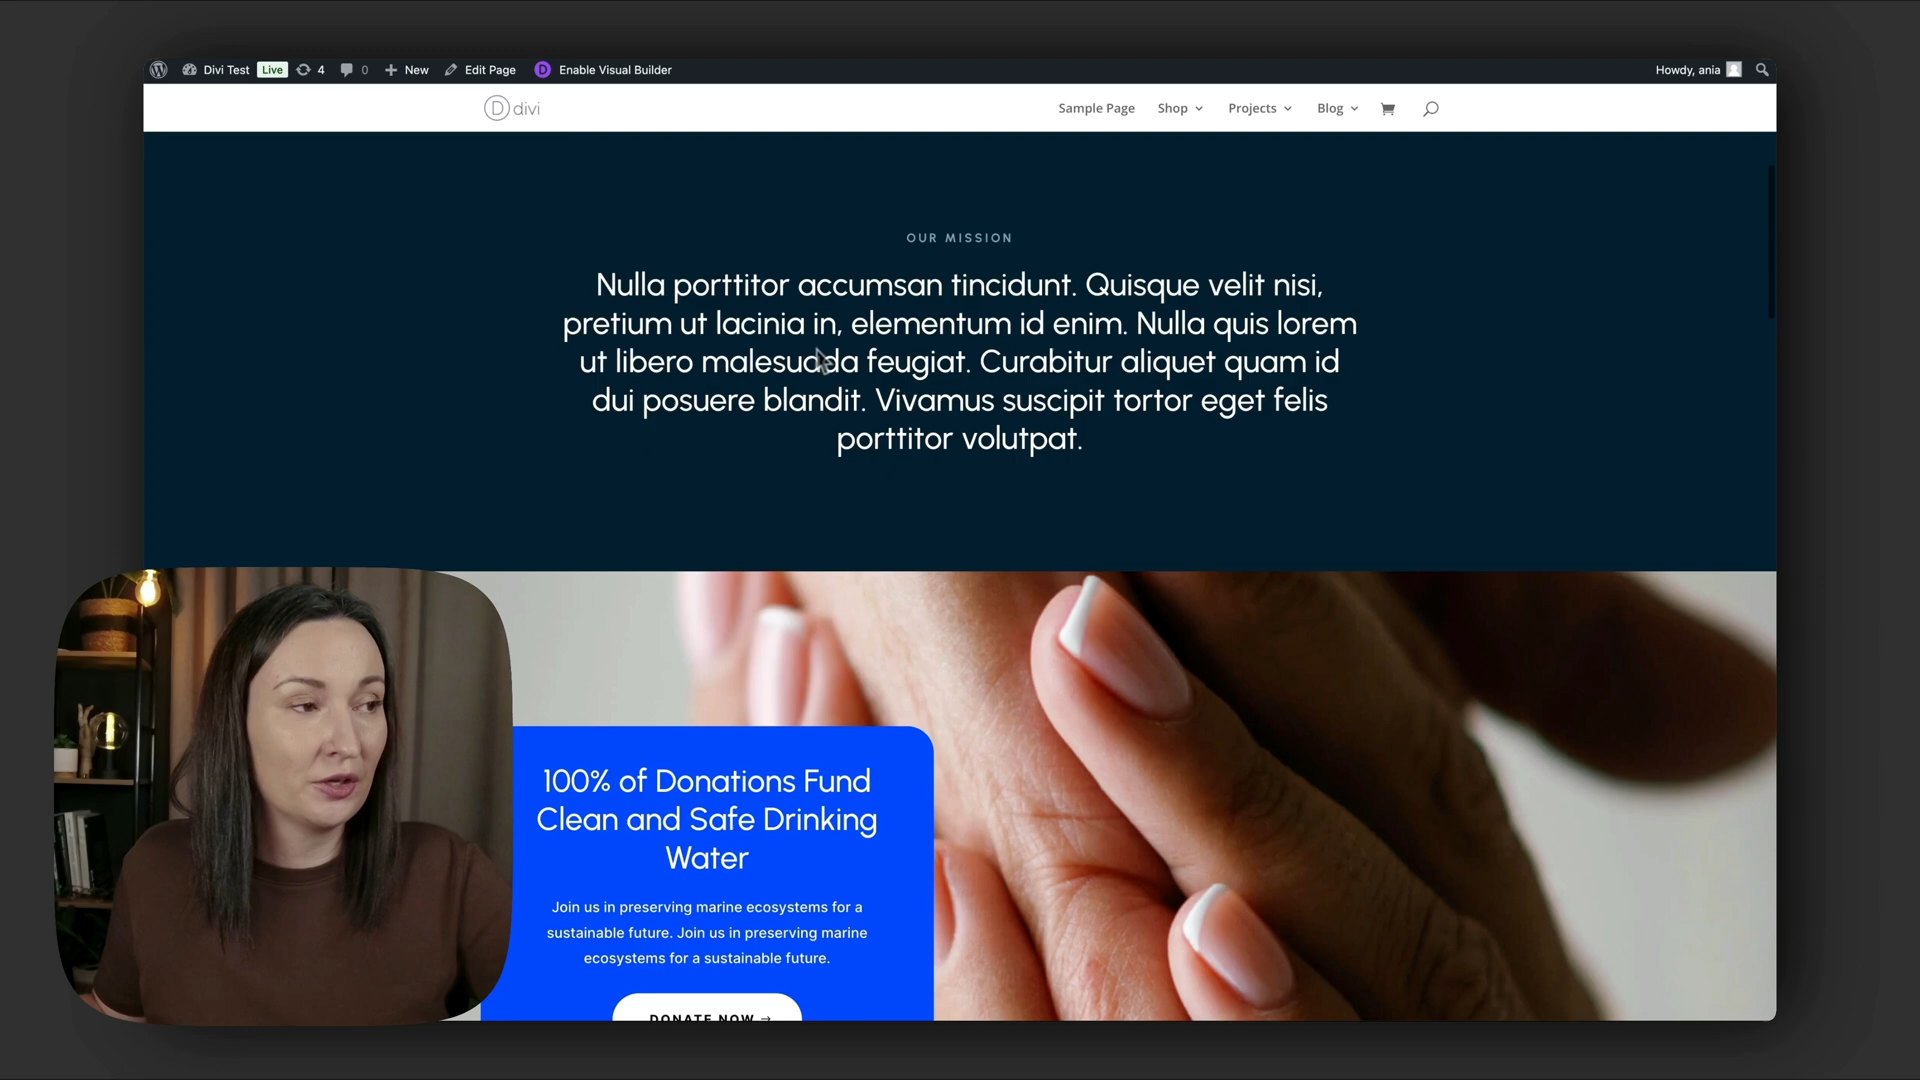 Divi Test Live 4 0 New Edit Page D Enable Visual Builder Howdy, ania
D divi Sample Page Shop Projects Blog
OUR MISSION
Nulla porttitor accumsan tincidunt. Quisque velit nisi,
pretium ut lacinia in, elementum id enim. Nulla quis lorem
ut libero malesuada feugiat. Curabitur aliquet quam id
dui posuere blandit. Vivamus suscipit tortor eget felis
porttitor volutpat.
100% of Donations Fund
Clean and Safe Drinking
Water
Join us in preserving marine ecosystems for a
sustainable future. Join us in preserving marine
ecosystems for a sustainable future.
DONATE NOW →